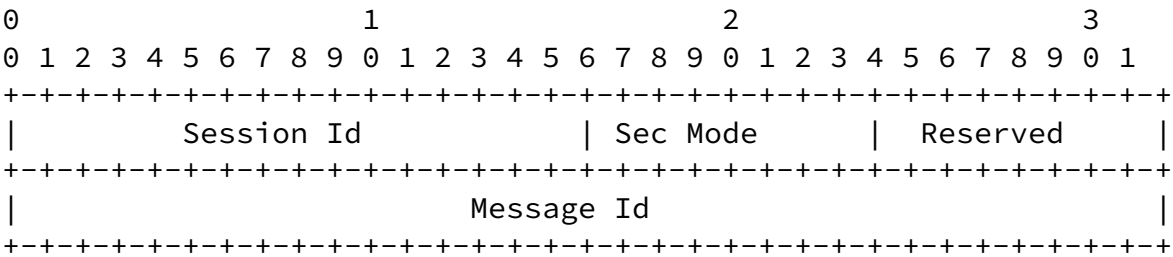 0                   1                   2                   3
0 1 2 3 4 5 6 7 8 9 0 1 2 3 4 5 6 7 8 9 0 1 2 3 4 5 6 7 8 9 0 1
+-+-+-+-+-+-+-+-+-+-+-+-+-+-+-+-+-+-+-+-+-+-+-+-+-+-+-+-+-+-+-+-+
|         Session Id            | Sec Mode      |  Reserved     |
+-+-+-+-+-+-+-+-+-+-+-+-+-+-+-+-+-+-+-+-+-+-+-+-+-+-+-+-+-+-+-+-+
|                         Message Id                            |
+-+-+-+-+-+-+-+-+-+-+-+-+-+-+-+-+-+-+-+-+-+-+-+-+-+-+-+-+-+-+-+-+